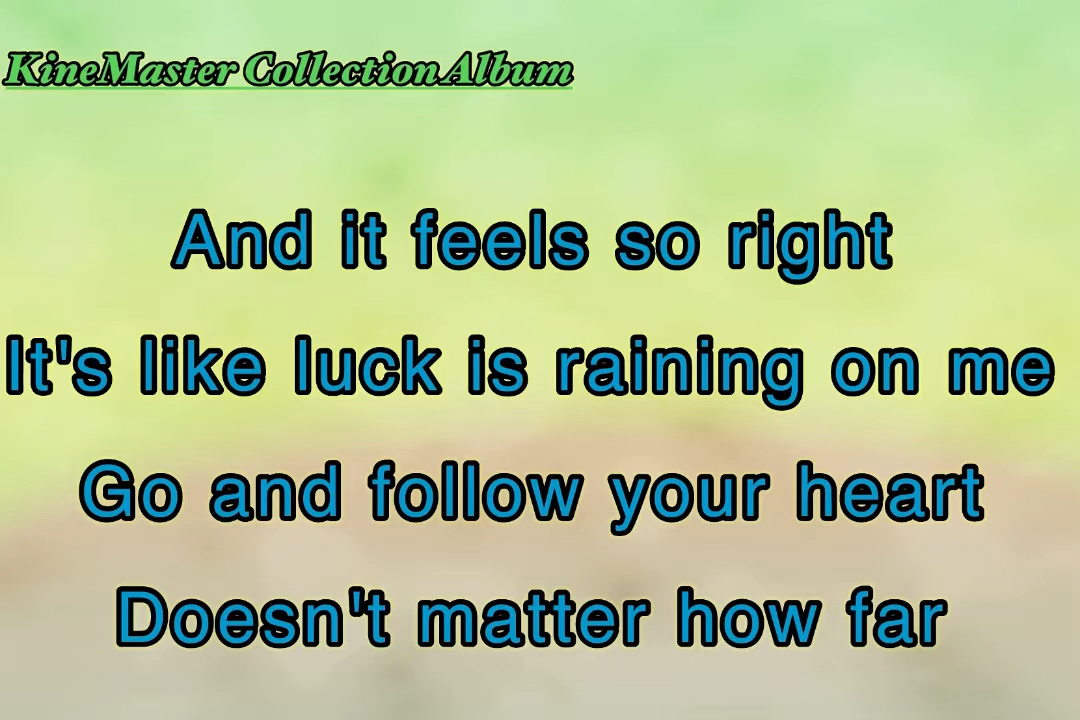 KineMaster Collection Album
And it feels so right
It's like luck is raining on me
Go and follow your heart
Doesn't matter how far